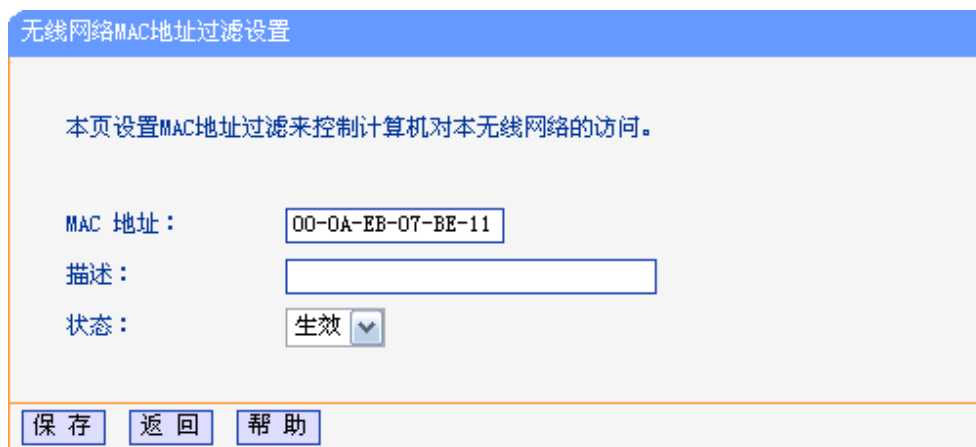 无线网络MAC地址过滤设置
本页设置MAC地址过滤来控制计算机对本无线网络的访问。
MAC 地址： 00-0A-EB-07-BE-11
描述：
状态： 生效
保 存 返 回 帮 助